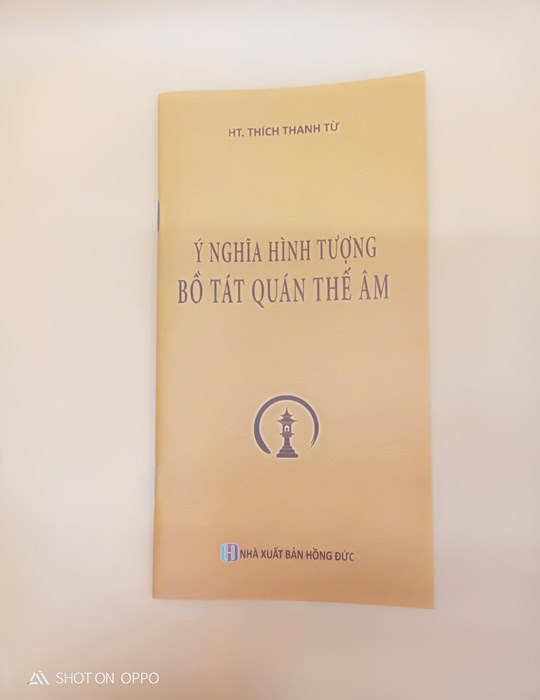 HT. THÍCH THANH TỪ
Ý NGHĨA HÌNH TƯỢNG
BỒ TÁT QUÁN THẾ ÂM
NHÀ XUẤT BẢN HỒNG ĐỨC
SHOT ON OPPO